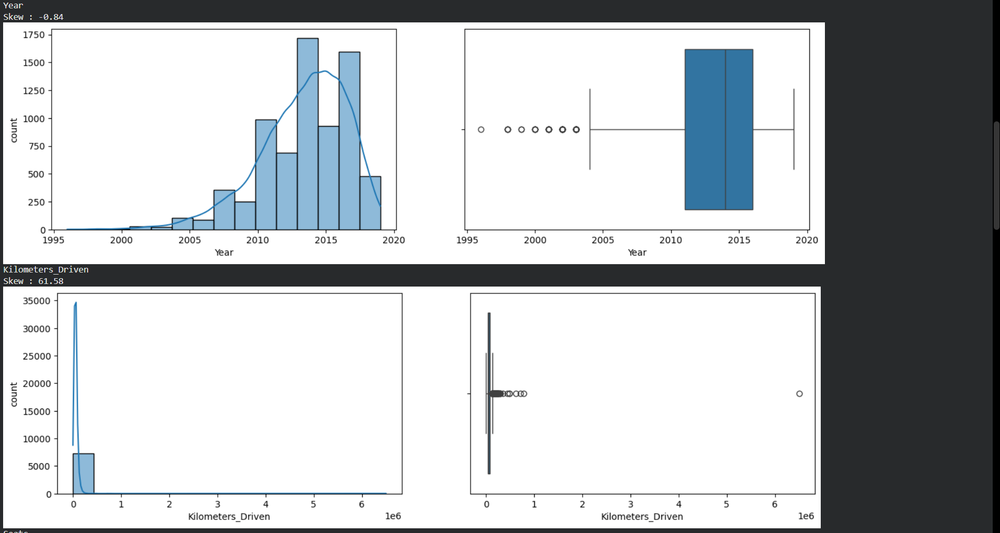 Year
Skew : -0.84
1750
1500
1250
1000
750
500
250
0
count
1995 2000 2005 2010 2015 2020
Year
1995 2000 2005 2010 2015 2020
Year
Kilometers_Driven
Skew : 61.58
35000
30000
25000
20000
15000
10000
5000
0
count
0 1 2 3 4 5 6
1e6
Kilometers_Driven
0 1 2 3 4 5 6
1e6
Kilometers_Driven